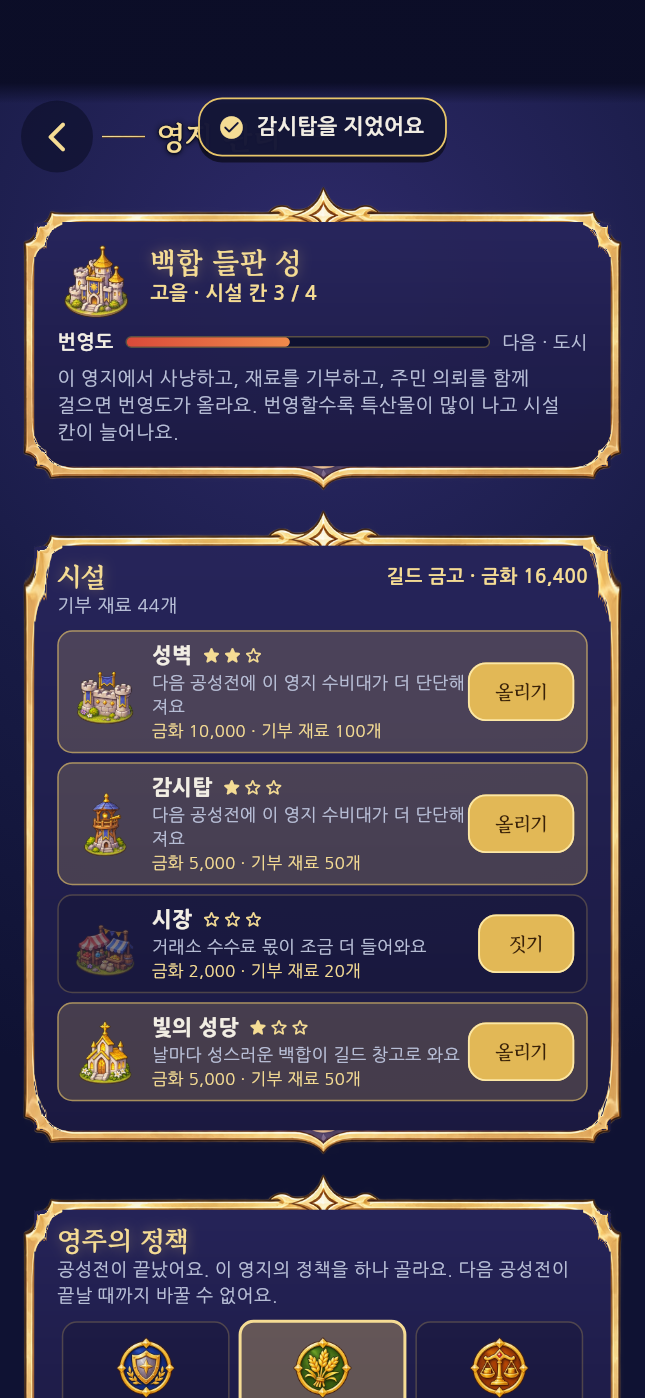 감시탑을 지었어요
백합 들판 성
고을 · 시설 칸 3 / 4
번영도
다음 · 도시
이 영지에서 사냥하고, 재료를 기부하고, 주민 의뢰를 함께
걸으면 번영도가 올라요. 번영할수록 특산물이 많이 나고 시설
칸이 늘어나요.
시설
길드 금고 · 금화 16,400
기부 재료 44개
성벽
다음 공성전에 이 영지 수비대가 더 단단해
져요
금화 10,000 · 기부 재료 100개
올리기
감시탑
다음 공성전에 이 영지 수비대가 더 단단해
져요
금화 5,000 · 기부 재료 50개
올리기
시장
거래소 수수료 몫이 조금 더 들어와요
금화 2,000 · 기부 재료 20개
짓기
빛의 성당
날마다 성스러운 백합이 길드 창고로 와요
금화 5,000 · 기부 재료 50개
올리기
영주의 정책
공성전이 끝났어요. 이 영지의 정책을 하나 골라요. 다음 공성전이
끝날 때까지 바꿀 수 없어요.